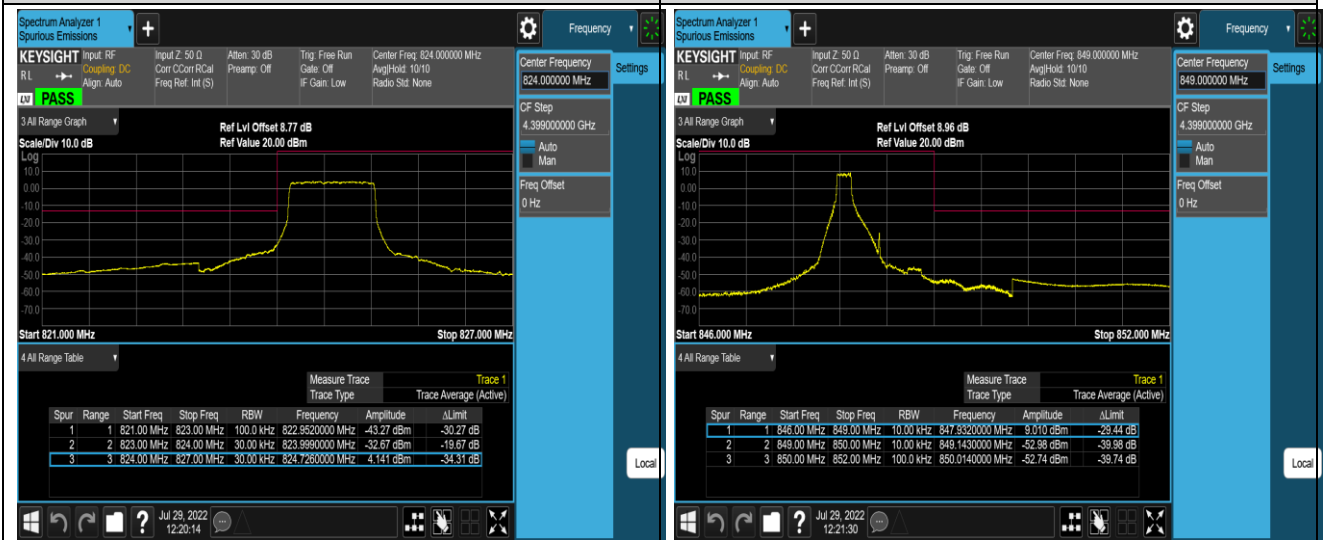 Spectrum Analyzer 1
Spurious Emissions
+
Frequency
KEYSIGHT Input: RF
Coupling: DC
Align: Auto
Input Z: 50 Ω
Corr CCorr RCal
Freq Ref: Int (S)
Atten: 30 dB
Preamp: Off
Trig: Free Run
Gate: Off
IF Gain: Low
Center Freq: 824.000000 MHz
Avg|Hold: 10/10
Radio Std: None
RL
LXI PASS
Center Frequency
824.000000 MHz
Settings
CF Step
4.399000000 GHz
Auto
Man
Freq Offset
0 Hz
3 All Range Graph
Ref Lvl Offset 8.77 dB
Scale/Div 10.0 dB
Ref Value 20.00 dBm
Log
10.0
0.00
-10.0
-20.0
-30.0
-40.0
-50.0
-60.0
-70.0
Start 821.000 MHz
Stop 827.000 MHz
4 All Range Table
Measure Trace Trace 1
Trace Type Trace Average (Active)
Spur Range Start Freq Stop Freq RBW Frequency Amplitude ΔLimit
1 1 821.00 MHz 823.00 MHz 100.0 kHz 822.9520000 MHz -43.27 dBm -30.27 dB
2 2 823.00 MHz 824.00 MHz 30.00 kHz 823.9990000 MHz -32.67 dBm -19.67 dB
3 3 824.00 MHz 827.00 MHz 30.00 kHz 824.7260000 MHz 4.141 dBm -34.31 dB
Local
?
Jul 29, 2022
12:20:14
Spectrum Analyzer 1
Spurious Emissions
+
Frequency
KEYSIGHT Input: RF
Coupling: DC
Align: Auto
Input Z: 50 Ω
Corr CCorr RCal
Freq Ref: Int (S)
Atten: 30 dB
Preamp: Off
Trig: Free Run
Gate: Off
IF Gain: Low
Center Freq: 849.000000 MHz
Avg|Hold: 10/10
Radio Std: None
RL
LXI PASS
Center Frequency
849.000000 MHz
Settings
CF Step
4.399000000 GHz
Auto
Man
Freq Offset
0 Hz
3 All Range Graph
Ref Lvl Offset 8.96 dB
Scale/Div 10.0 dB
Ref Value 20.00 dBm
Log
10.0
0.00
-10.0
-20.0
-30.0
-40.0
-50.0
-60.0
-70.0
Start 846.000 MHz
Stop 852.000 MHz
4 All Range Table
Measure Trace Trace 1
Trace Type Trace Average (Active)
Spur Range Start Freq Stop Freq RBW Frequency Amplitude ΔLimit
1 1 846.00 MHz 849.00 MHz 10.00 kHz 847.9320000 MHz 9.010 dBm -29.44 dB
2 2 849.00 MHz 850.00 MHz 10.00 kHz 849.1430000 MHz -52.98 dBm -39.98 dB
3 3 850.00 MHz 852.00 MHz 100.0 kHz 850.0140000 MHz -52.74 dBm -39.74 dB
Local
?
Jul 29, 2022
12:21:30